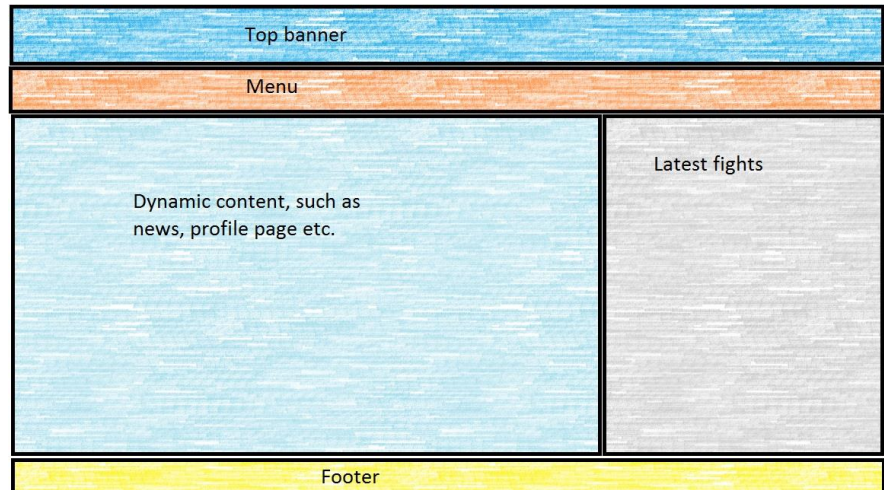 Top banner
Menu
Dynamic content, such as
news, profile page etc.
Latest fights
Footer